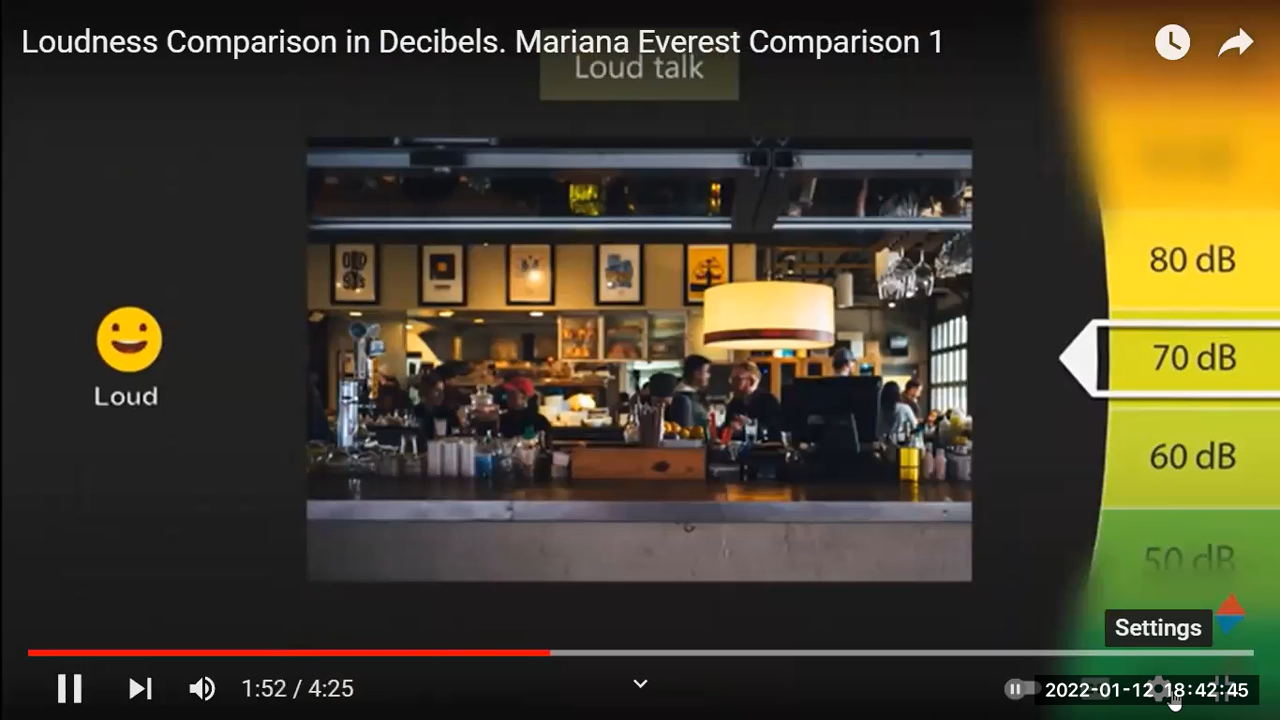 Loudness Comparison in Decibels. Mariana Everest Comparison 1
Loud talk
80 dB
70 dB
60 dB
50 dB
Loud
Settings
1:52 / 4:25
2022-01-12 18:42:45